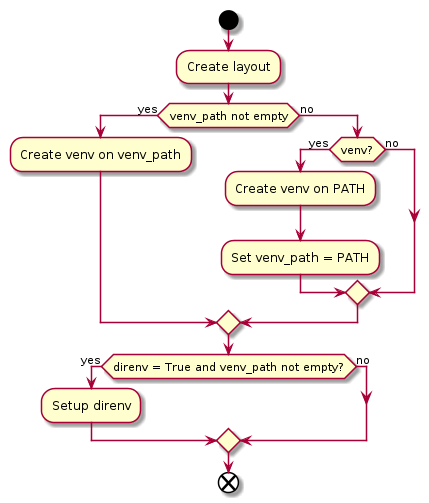 Create layout
yes
venv_path not empty
no
Create venv on venv_path
yes
venv?
no
Create venv on PATH
Set venv_path = PATH
yes
direnv = True and venv_path not empty?
no
Setup direnv